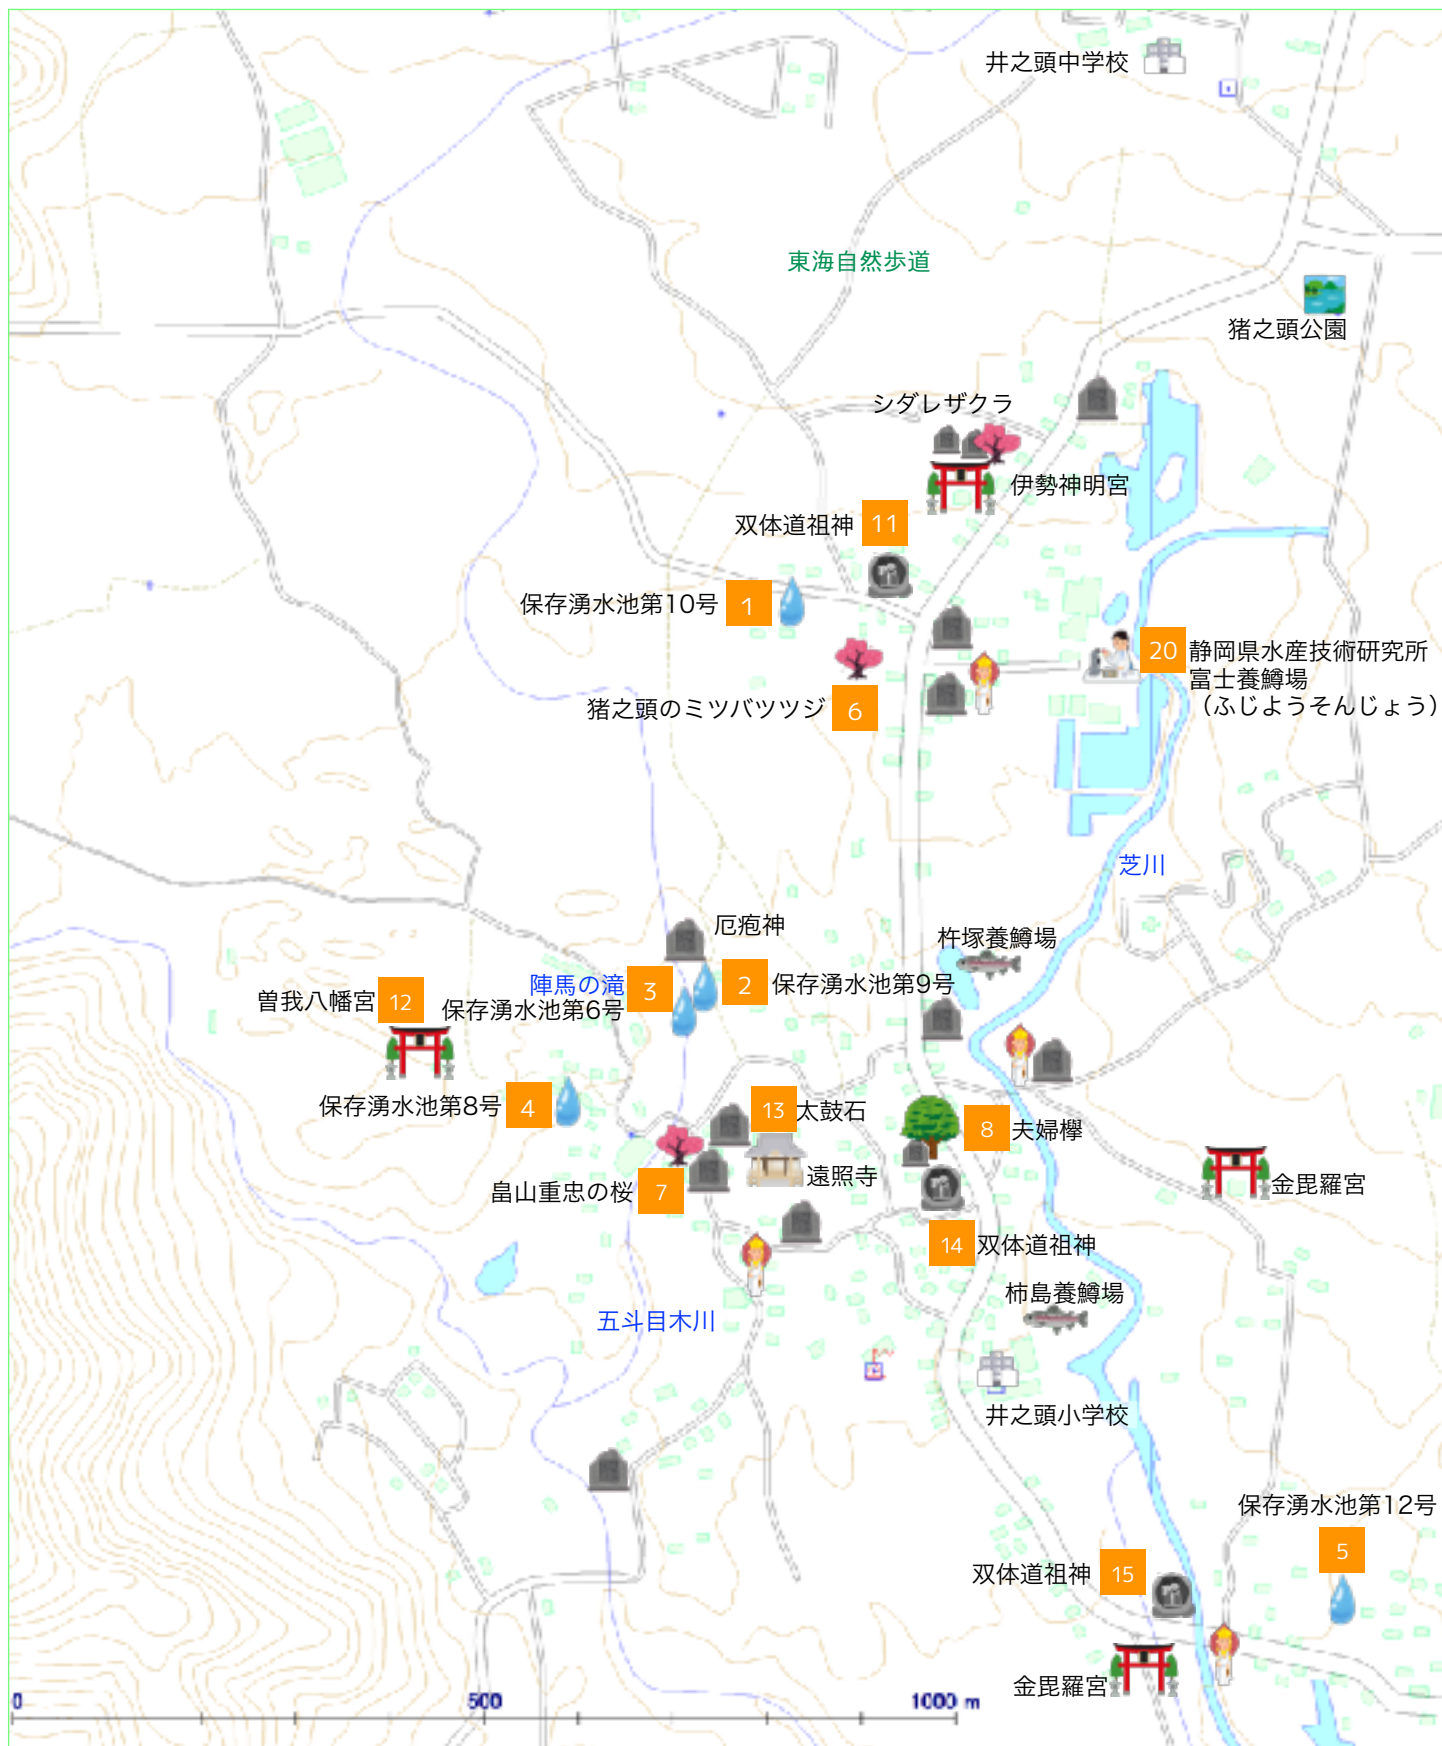 井之頭中学校
東海自然歩道
猪之頭公園
シダレザクラ
伊勢神明宮
双体道祖神 11
保存湧水池第10号 1
20 静岡県水産技術研究所
富士養鱒場
（ふじようそんじょう）
猪之頭のミツバツツジ 6
芝川
厄疱神
杵塚養鱒場
陣馬の滝 3
2 保存湧水池第9号
曽我八幡宮 12
保存湧水池第6号
保存湧水池第8号 4
13 太鼓石
8 夫婦欅
遠照寺
金毘羅宮
畠山重忠の桜 7
14 双体道祖神
柿島養鱒場
五斗目木川
井之頭小学校
保存湧水池第12号
5
双体道祖神 15
金毘羅宮
0 500 1000 m